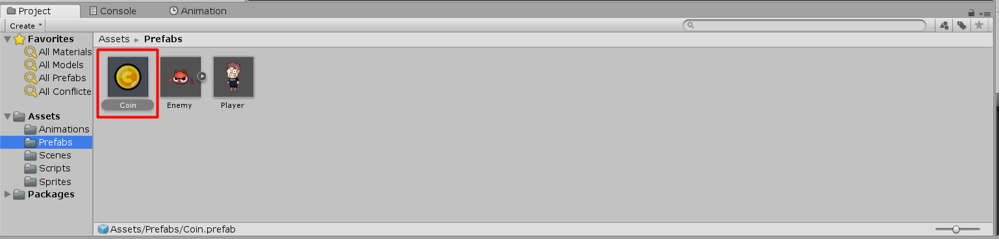 Project Console Animation
Create
Favorites
All Materials
All Models
All Prefabs
All Conflicte
Assets
Animations
Prefabs
Scenes
Scripts
Sprites
Packages
Assets ▸ Prefabs
Coin Enemy Player
Assets/Prefabs/Coin.prefab